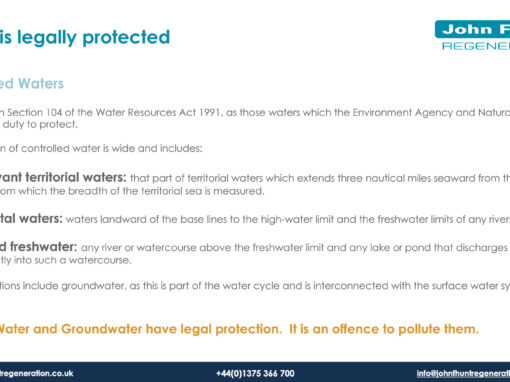 is legally protected
John F
REGENE
ed Waters
n Section 104 of the Water Resources Act 1991, as those waters which the Environment Agency and Natura
duty to protect.
n of controlled water is wide and includes:
vant territorial waters: that part of territorial waters which extends three nautical miles seaward from th
om which the breadth of the territorial sea is measured.
tal waters: waters landward of the base lines to the high-water limit and the freshwater limits of any rivers
d freshwater: any river or watercourse above the freshwater limit and any lake or pond that discharges
tly into such a watercourse.
tions include groundwater, as this is part of the water cycle and is interconnected with the surface water sy
Water and Groundwater have legal protection. It is an offence to pollute them.
tregeneration.co.uk
+44(0)1375 366 700
info@johnfhuntregenerati